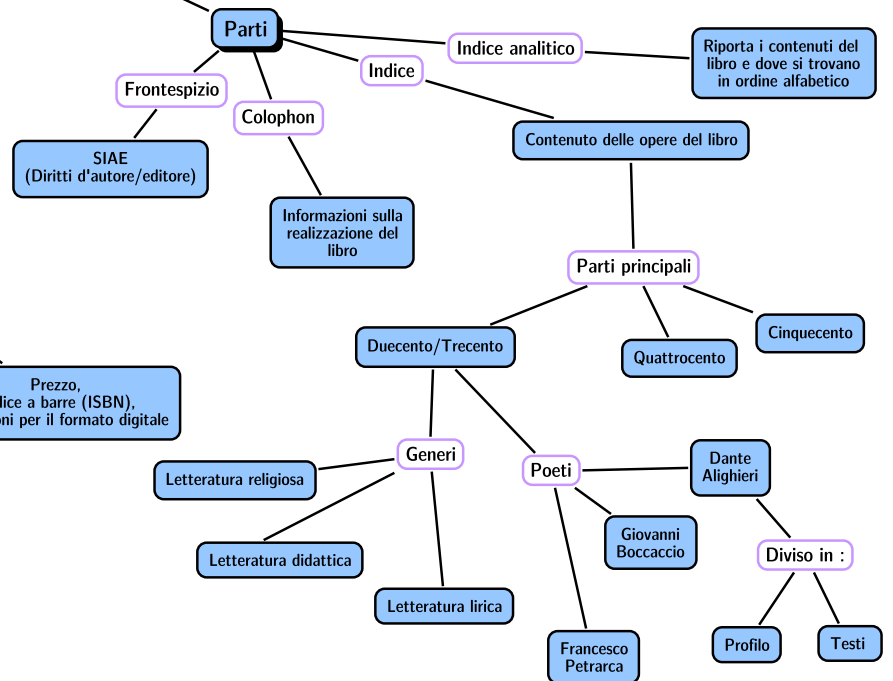 Parti
Indice analitico
Riporta i contenuti del
libro e dove si trovano
in ordine alfabetico
Indice
Frontespizio
Colophon
Contenuto delle opere del libro
SIAE
(Diritti d'autore/editore)
Informazioni sulla
realizzazione del
libro
Parti principali
Cinquecento
Duecento/Trecento
Quattrocento
Prezzo,
a barre (ISBN),
per il formato digitale
Generi
Poeti
Dante
Alighieri
Letteratura religiosa
Giovanni
Boccaccio
Letteratura didattica
Diviso in :
Letteratura lirica
Francesco
Petrarca
Profilo
Testi